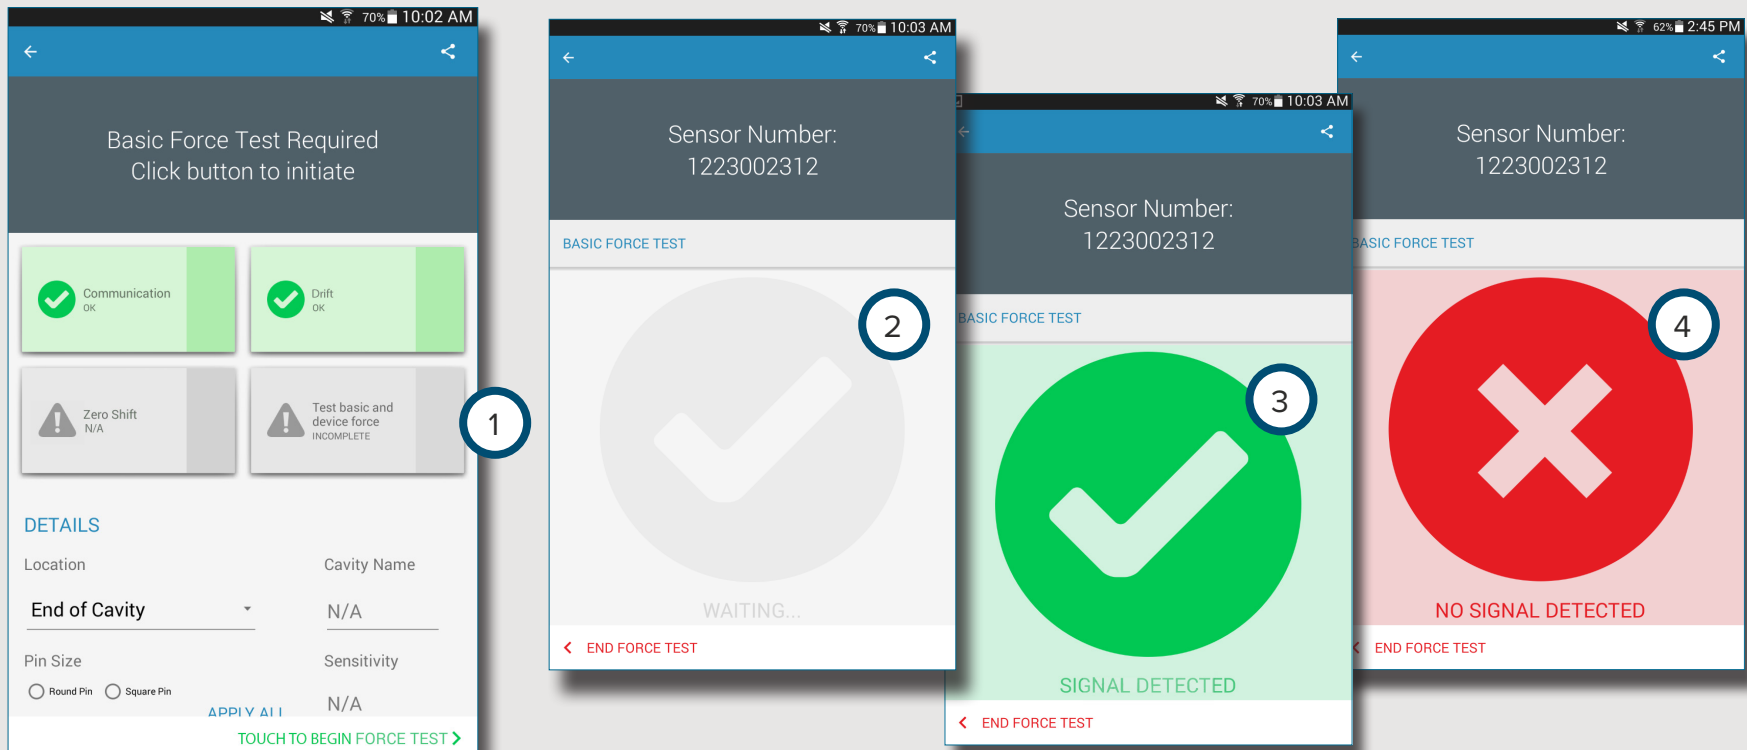 70% 10:02 AM
Basic Force Test Required
Click button to initiate
Communication
OK
Drift
OK
Zero Shift
N/A
Test basic and
device force
INCOMPLETE
1
DETAILS
Location
Cavity Name
End of Cavity
N/A
Pin Size
Sensitivity
Round Pin
Square Pin
N/A
APPLY ALL
TOUCH TO BEGIN FORCE TEST
70% 10:03 AM
Sensor Number:
1223002312
BASIC FORCE TEST
2
WAITING...
END FORCE TEST
70% 10:03 AM
Sensor Number:
1223002312
BASIC FORCE TEST
3
SIGNAL DETECTED
END FORCE TEST
62% 2:45 PM
Sensor Number:
1223002312
BASIC FORCE TEST
4
NO SIGNAL DETECTED
END FORCE TEST